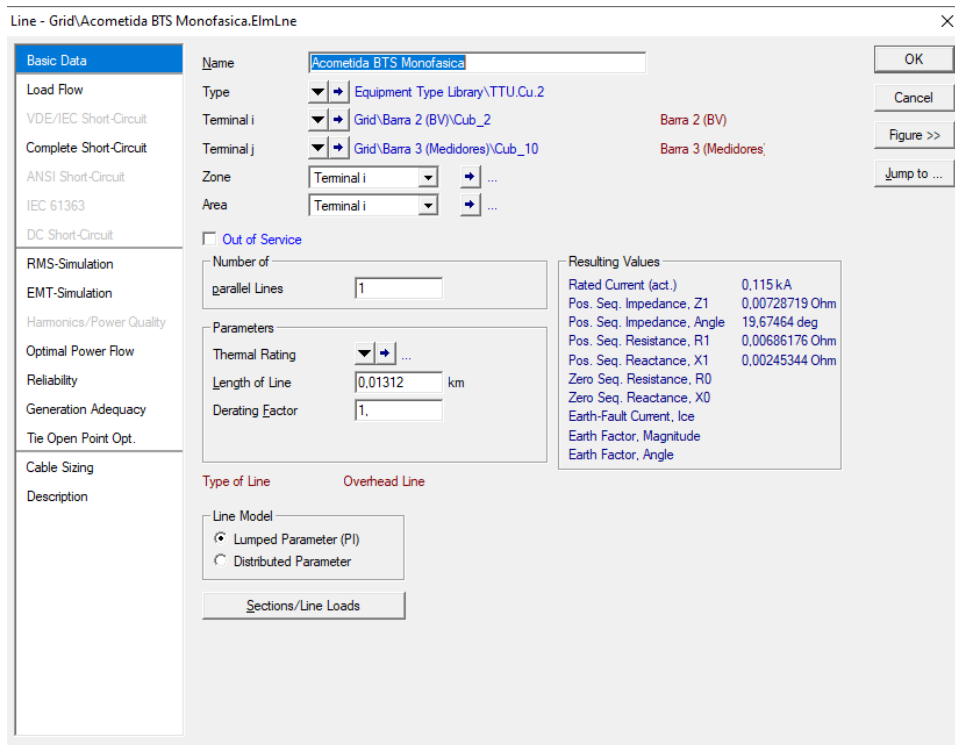 Line - Grid\Acometida BTS Monofasica.ElmLne
Basic Data
Load Flow
VDE/IEC Short-Circuit
Complete Short-Circuit
ANSI Short-Circuit
IEC 61363
DC Short-Circuit
RMS-Simulation
EMT-Simulation
Harmonics/Power Quality
Optimal Power Flow
Reliability
Generation Adequacy
Tie Open Point Opt.
Cable Sizing
Description
Name Acometida BTS Monofasica
Type Equipment Type Library\TTU.Cu.2
Terminal i Grid\Barra 2 (BV)\Cub_2 Barra 2 (BV)
Terminal j Grid\Barra 3 (Medidores)\Cub_10 Barra 3 (Medidores)
Zone Terminal i ...
Area Terminal i ...
Out of Service
Number of
parallel Lines 1
Parameters
Thermal Rating ...
Length of Line 0,01312 km
Derating Factor 1,
Resulting Values
Rated Current (act.) 0,115 kA
Pos. Seq. Impedance, Z1 0,00728719 Ohm
Pos. Seq. Impedance, Angle 19,67464 deg
Pos. Seq. Resistance, R1 0,00686176 Ohm
Pos. Seq. Reactance, X1 0,00245344 Ohm
Zero Seq. Resistance, R0
Zero Seq. Reactance, X0
Earth-Fault Current, Ice
Earth Factor, Magnitude
Earth Factor, Angle
Type of Line Overhead Line
Line Model
Lumped Parameter (PI)
Distributed Parameter
Sections/Line Loads
OK
Cancel
Figure >>
Jump to ...